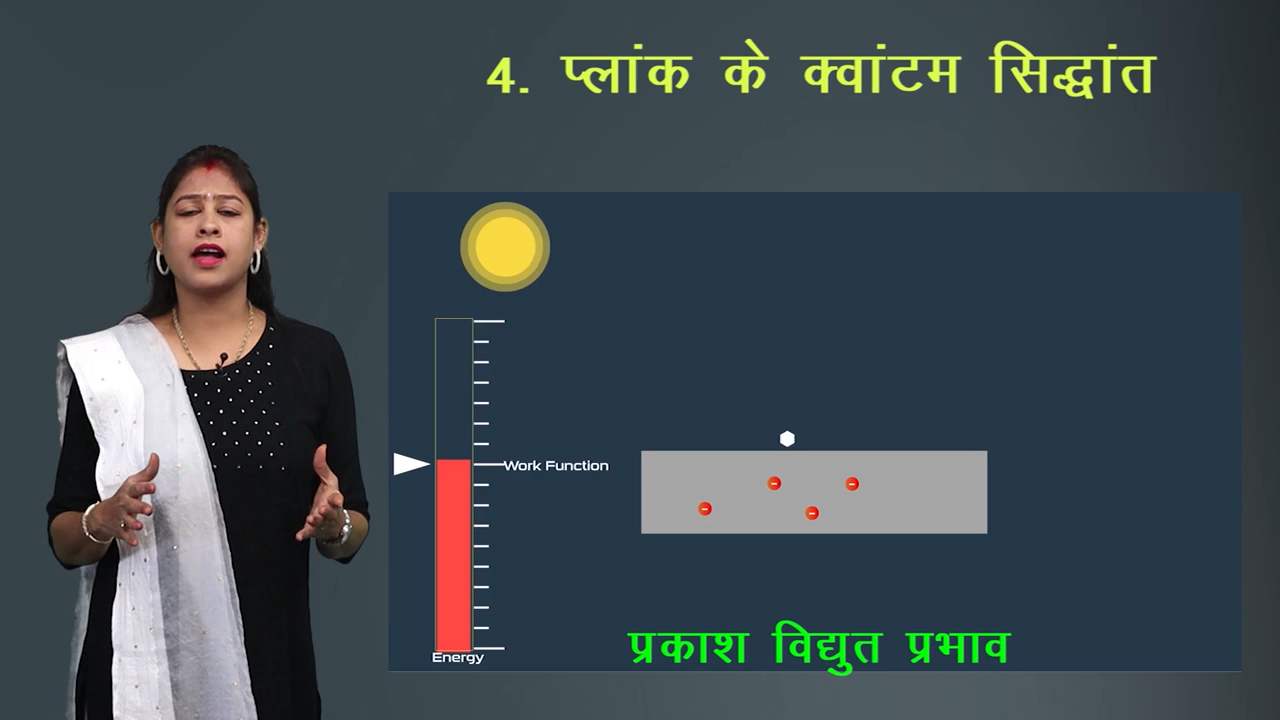 4. प्लांक के क्वांटम सिद्धांत
Work Function
Energy
प्रकाश विद्युत प्रभाव